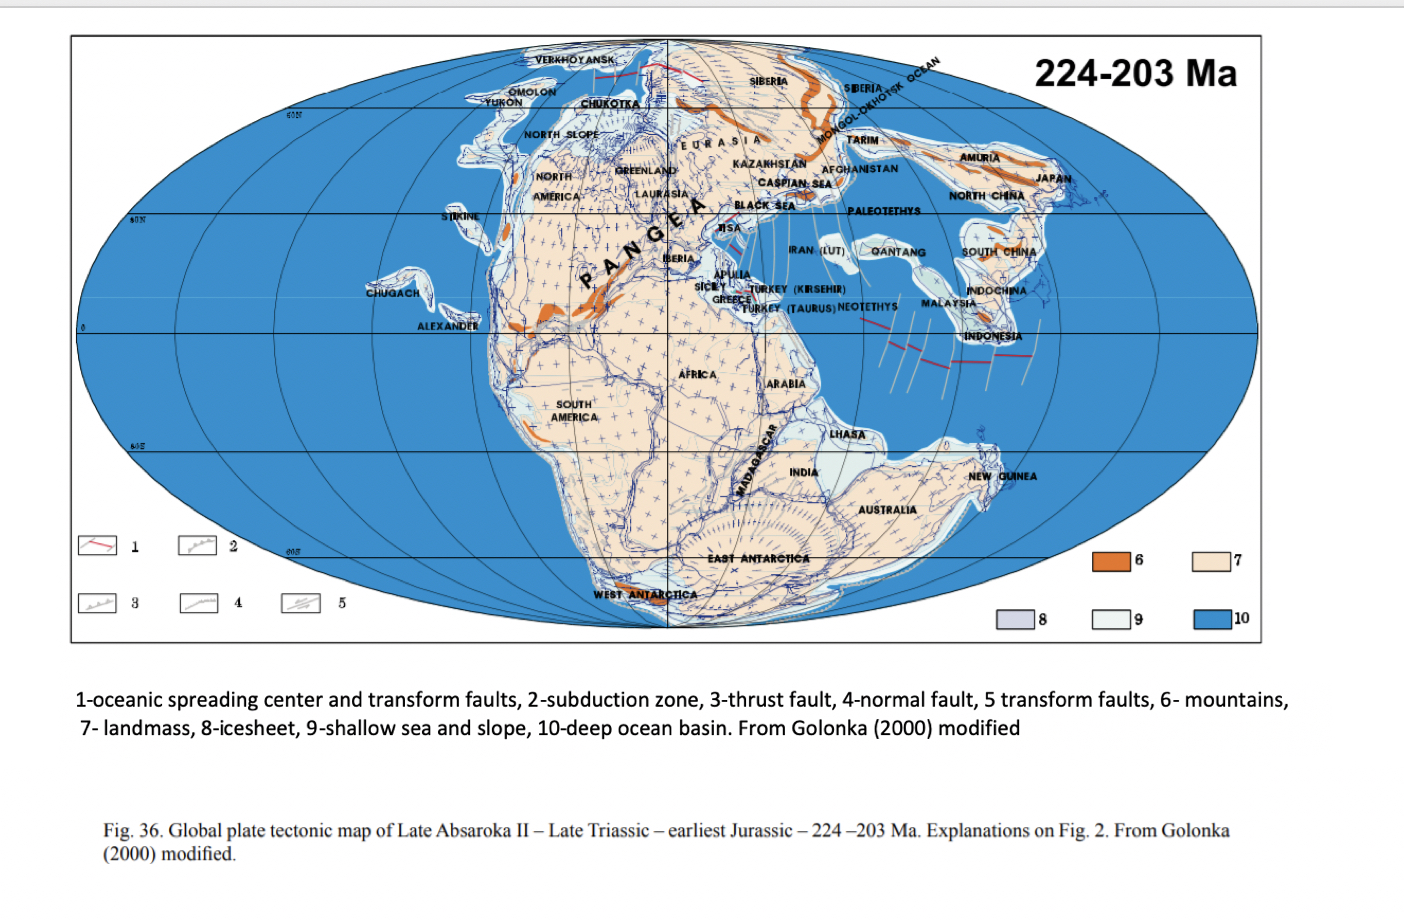 224-203 Ma
VERKHOYANSK
OMOLON
YUKON
CHUKOTKA
SIBERIA
SIBERIA
MONGOL-OKHOTSK OCEAN
NORTH SLOPE
EURASIA
TARIM
AMURIA
JAPAN
NORTH
AMERICA
GREENLAND
LAURASIA
KAZAKHSTAN
AFGHANISTAN
CASPIAN SEA
NORTH CHINA
BLACK SEA
PALEOTETHYS
STIKINE
PANGEA
TISA
IBERIA
IRAN (LUT)
QANTANG
SOUTH CHINA
APULIA
SICILY
GREECE
TURKEY (KIRSEHIR)
TURKEY (TAURUS)
NEOTETHYS
MALAYSIA
INDOCHINA
INDONESIA
CHUGACH
ALEXANDER
0
AFRICA
ARABIA
SOUTH
AMERICA
MADAGASCAR
LHASA
INDIA
NEW GUINEA
AUSTRALIA
EAST ANTARCTICA
WEST ANTARCTICA
1
2
3
4
5
6
7
8
9
10
1-oceanic spreading center and transform faults, 2-subduction zone, 3-thrust fault, 4-normal fault, 5 transform faults, 6- mountains,
7- landmass, 8-icesheet, 9-shallow sea and slope, 10-deep ocean basin. From Golonka (2000) modified
Fig. 36. Global plate tectonic map of Late Absaroka II – Late Triassic – earliest Jurassic – 224 –203 Ma. Explanations on Fig. 2. From Golonka
(2000) modified.